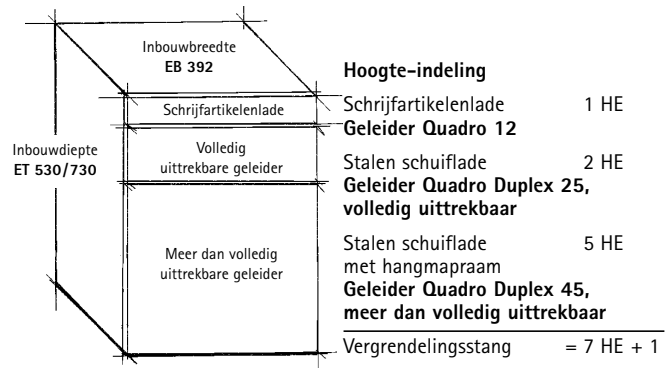 Inbouwbreedte
EB 392
Schrijfartikelenlade
Inbouwdiepte
ET 530/730
Volledig
uittrekbare geleider
Meer dan volledig
uittrekbare geleider
Hoogte-indeling
Schrijfartikelenlade 1 HE
Geleider Quadro 12
Stalen schuiflade 2 HE
Geleider Quadro Duplex 25,
volledig uittrekbaar
Stalen schuiflade 5 HE
met hangmapraam
Geleider Quadro Duplex 45,
meer dan volledig uittrekbaar
Vergrendelingsstang = 7 HE + 1